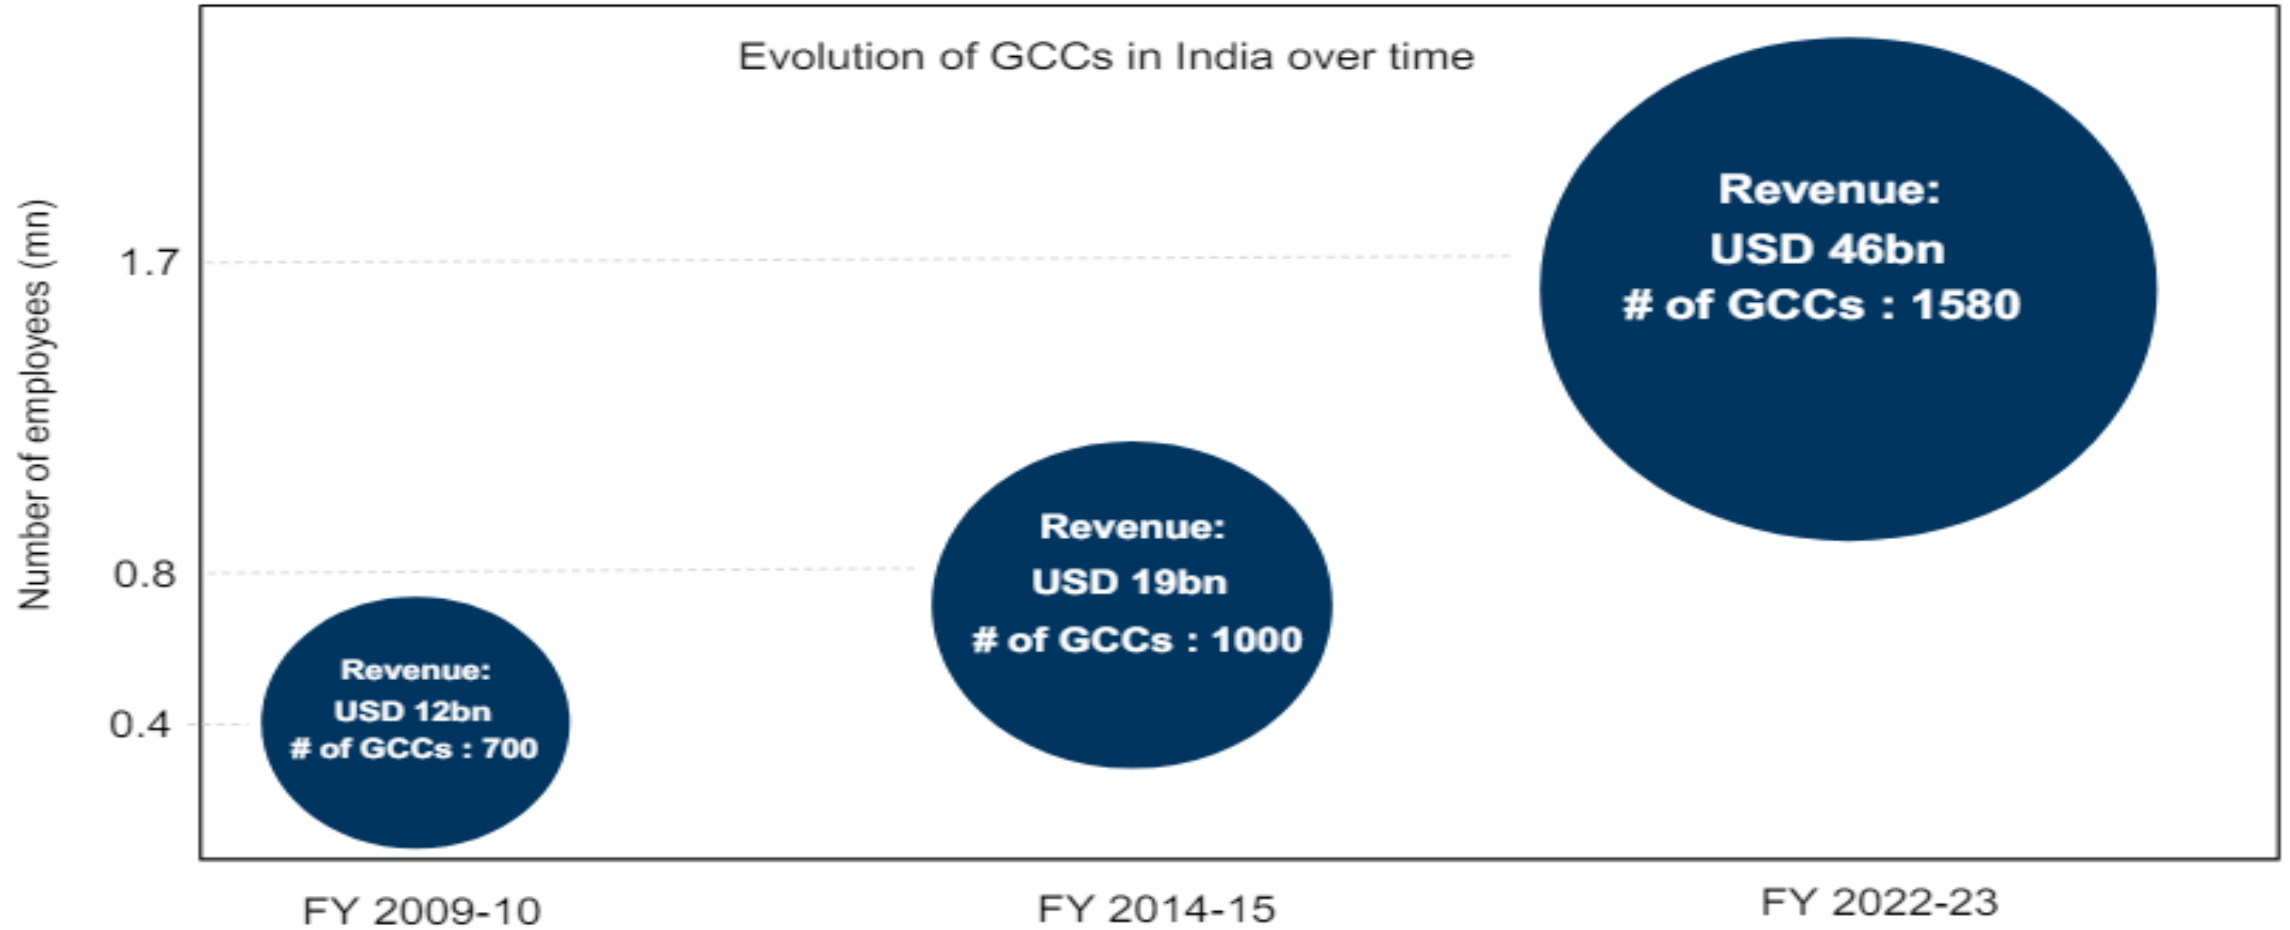 Evolution of GCCs in India over time
Number of employees (mn)
1.7
0.8
0.4
Revenue:
USD 12bn
# of GCCs : 700
Revenue:
USD 19bn
# of GCCs : 1000
Revenue:
USD 46bn
# of GCCs : 1580
FY 2009-10
FY 2014-15
FY 2022-23